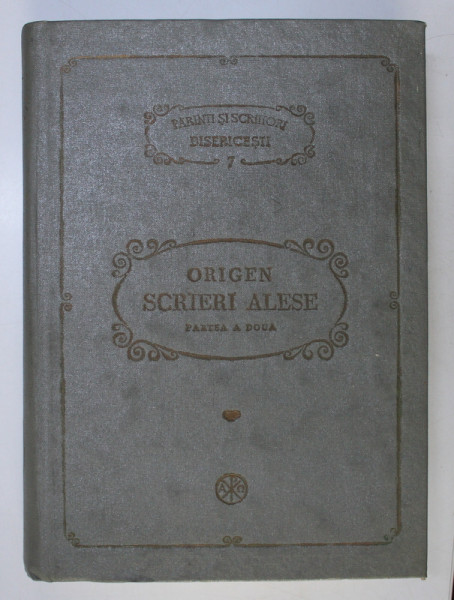 PĂRINȚI ȘI SCRIITORI
BISERICEȘTI
7
ORIGEN
SCRIERI ALESE
PARTEA A DOUA